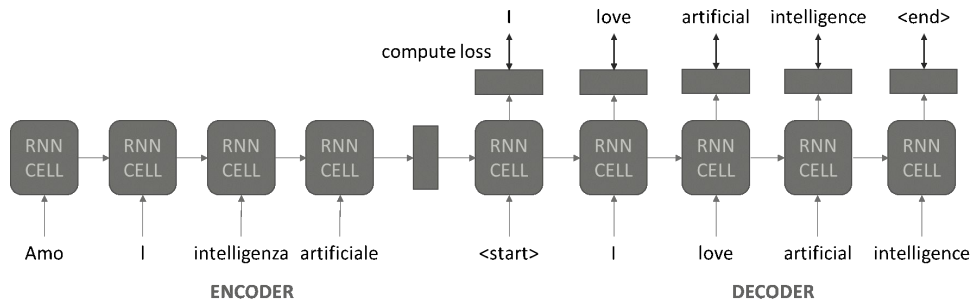 I love artificial intelligence <end>
compute loss
RNN CELL RNN CELL RNN CELL RNN CELL RNN CELL RNN CELL RNN CELL RNN CELL RNN CELL
Amo l intelligenza artificiale <start> I love artificial intelligence
ENCODER DECODER